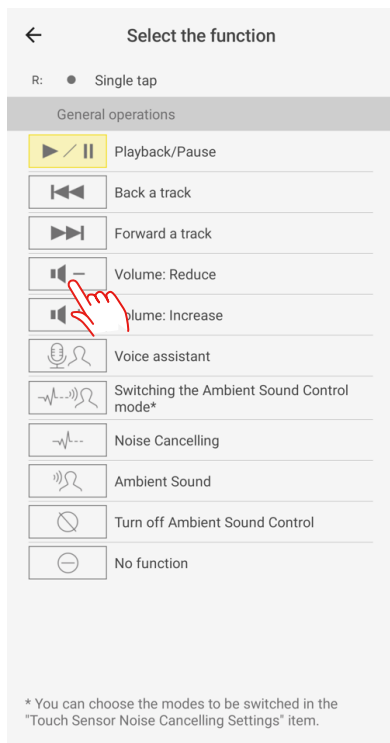 Select the function
R: ● Single tap
General operations
Playback/Pause
Back a track
Forward a track
Volume: Reduce
Volume: Increase
Voice assistant
Switching the Ambient Sound Control
mode*
Noise Cancelling
Ambient Sound
Turn off Ambient Sound Control
No function
* You can choose the modes to be switched in the
"Touch Sensor Noise Cancelling Settings" item.